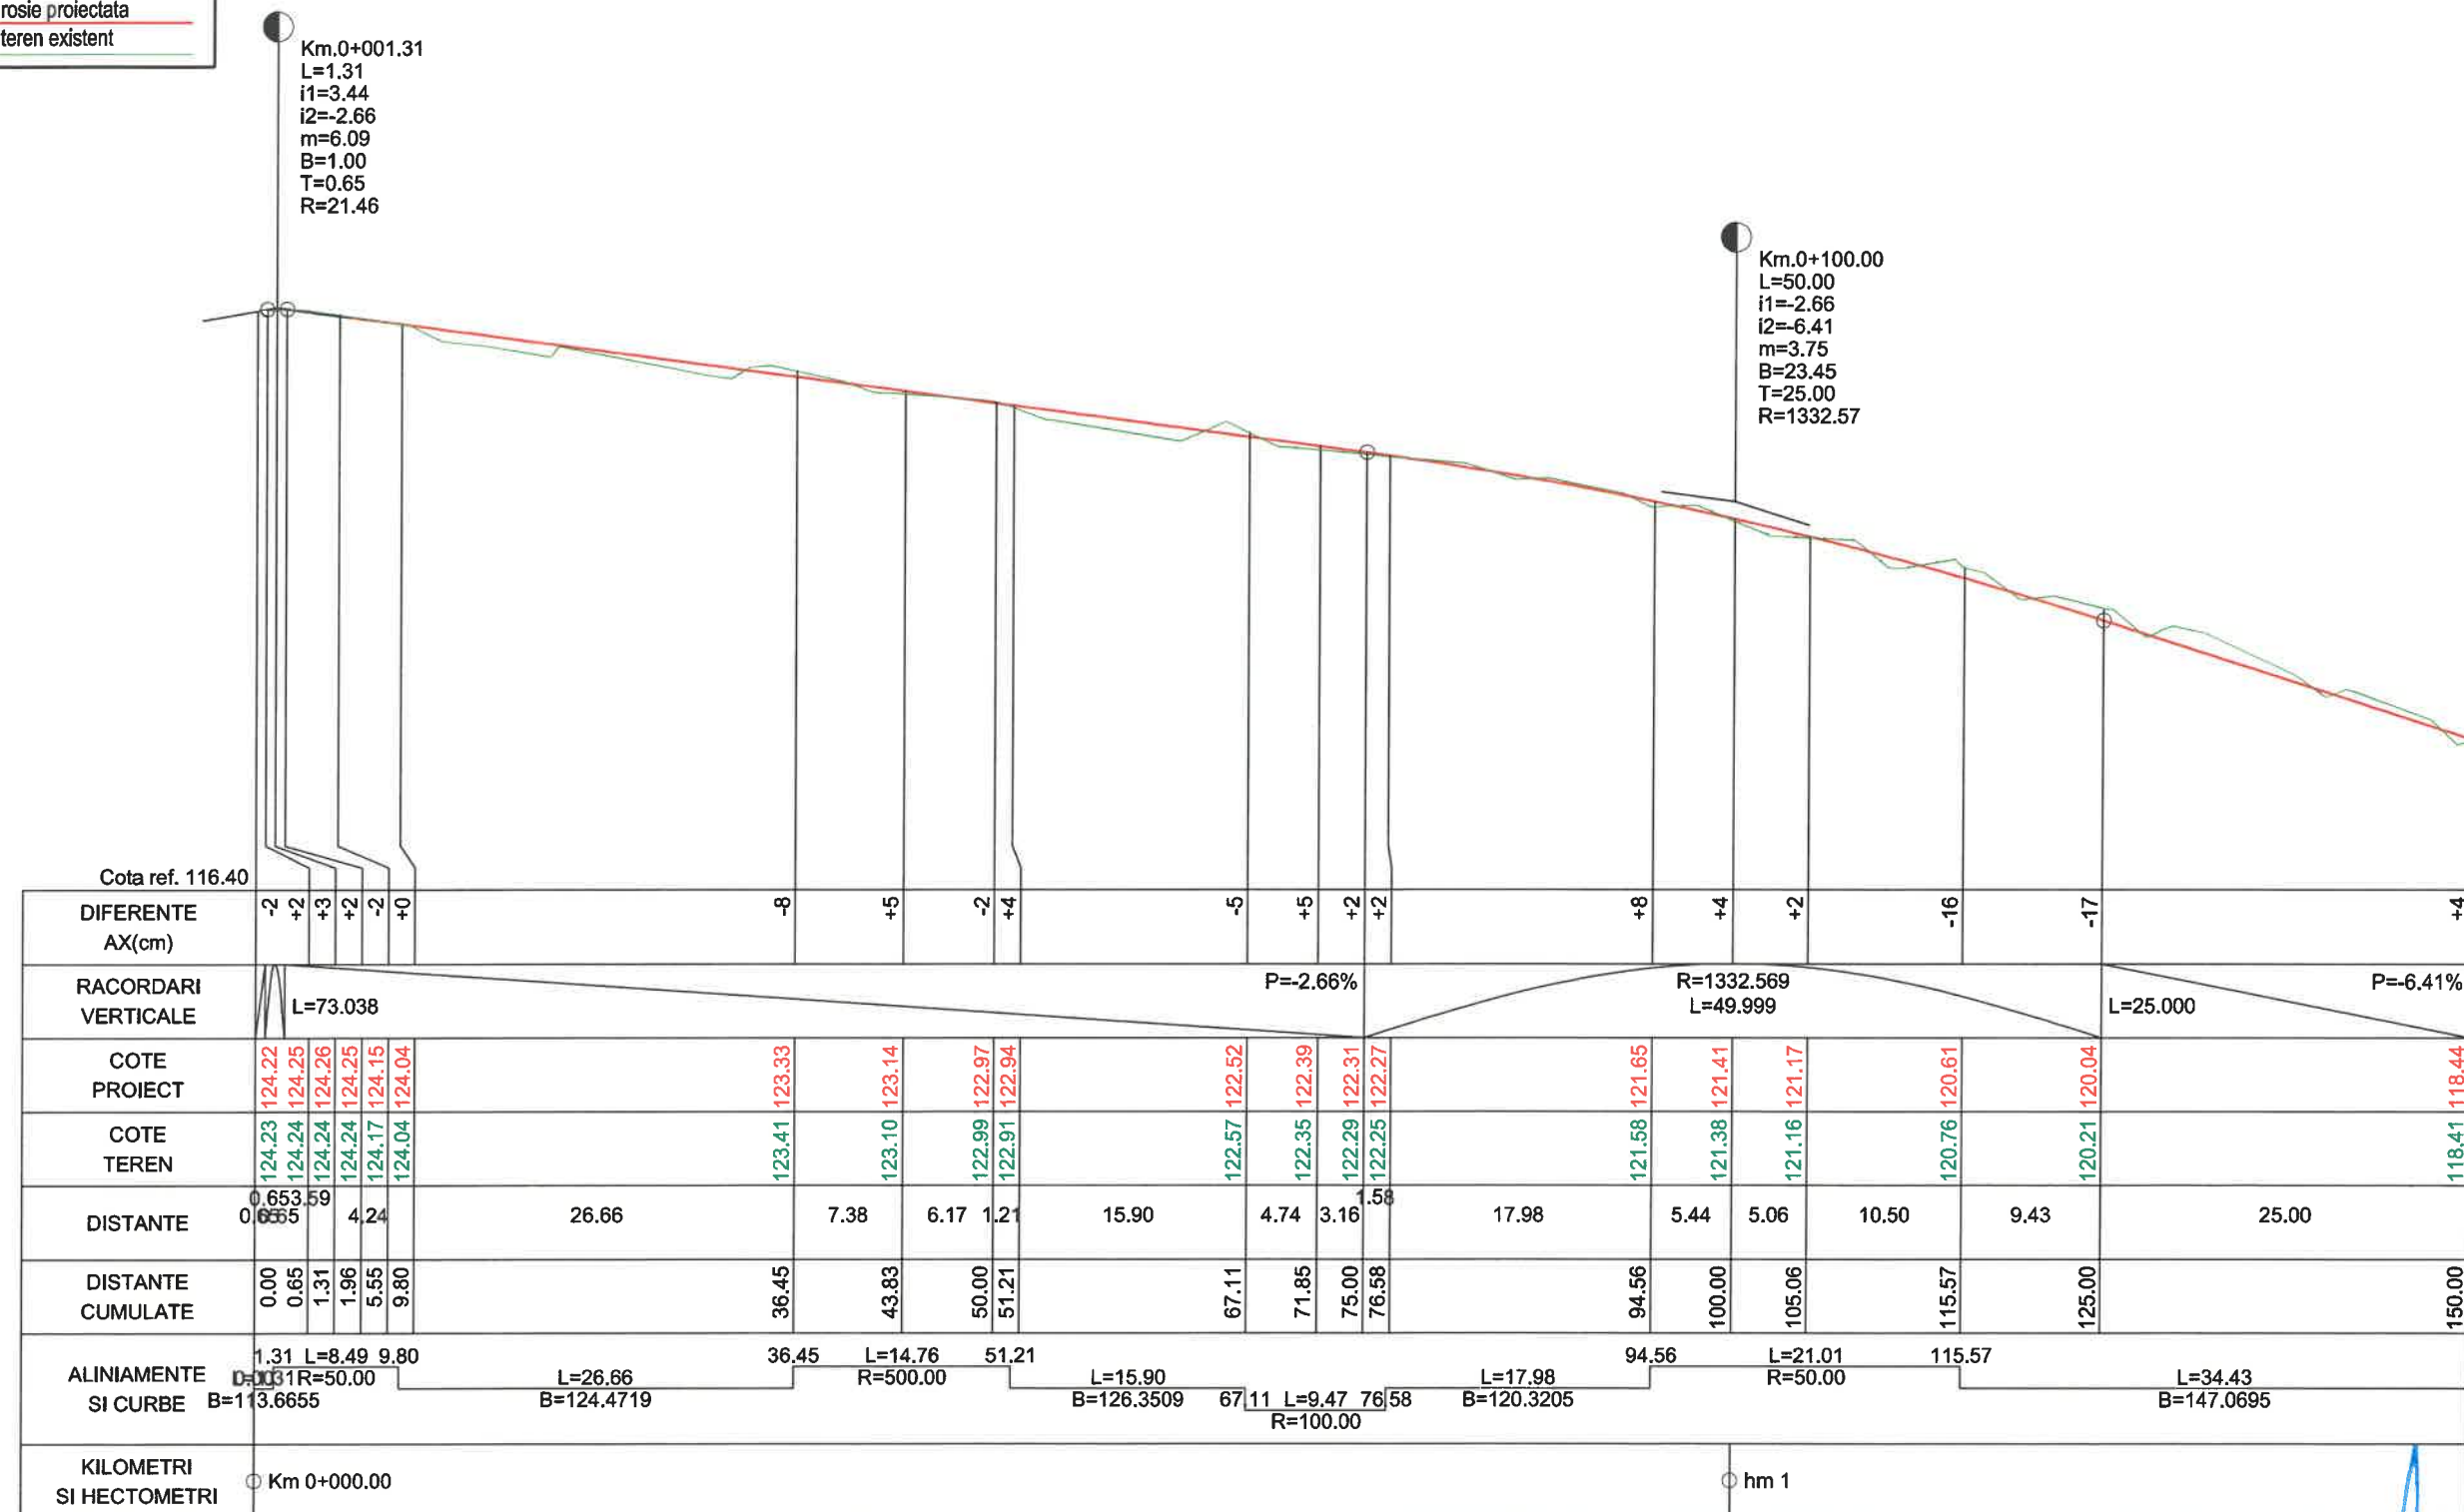 rosie proiectata
teren existent
Km.0+001.31
L=1.31
i1=3.44
i2=-2.66
m=6.09
B=1.00
T=0.65
R=21.46
Km.0+100.00
L=50.00
i1=-2.66
i2=-6.41
m=3.75
B=23.45
T=25.00
R=1332.57
Cota ref. 116.40
DIFERENTE
AX(cm)
-2 +2 +3 +2 -2 +0 -8 +5 -2 +4 -5 +5 +2 +2 +8 +4 +2 -16 -17 +4
RACORDARI
VERTICALE
L=73.038
P=-2.66%
R=1332.569
L=49.999
L=25.000
P=-6.41%
COTE
PROIECT
124.22 124.25 124.26 124.25 124.15 124.04 123.33 123.14 122.97 122.94 122.52 122.39 122.31 122.27 121.65 121.41 121.17 120.61 120.04 118.44
COTE
TEREN
124.23 124.24 124.24 124.24 124.17 124.04 123.41 123.10 122.99 122.91 122.57 122.35 122.29 122.25 121.58 121.38 121.16 120.76 120.21 118.41
DISTANTE
0.65 3.59 4.24 26.66 7.38 6.17 1.21 15.90 4.74 3.16 1.58 17.98 5.44 5.06 10.50 9.43 25.00
DISTANTE
CUMULATE
0.00 0.65 1.31 1.96 5.55 9.80 36.45 43.83 50.00 51.21 67.11 71.85 75.00 76.58 94.56 100.00 105.06 115.57 125.00 150.00
ALINIAMENTE
SI CURBE
1.31 L=8.49 9.80
R=50.00
B=113.6655
L=26.66
B=124.4719
36.45 L=14.76 51.21
R=500.00
L=15.90
B=126.3509
67.11 L=9.47 76.58
R=100.00
L=17.98
B=120.3205
94.56 L=21.01 115.57
R=50.00
L=34.43
B=147.0695
KILOMETRI
SI HECTOMETRI
Km 0+000.00
hm 1